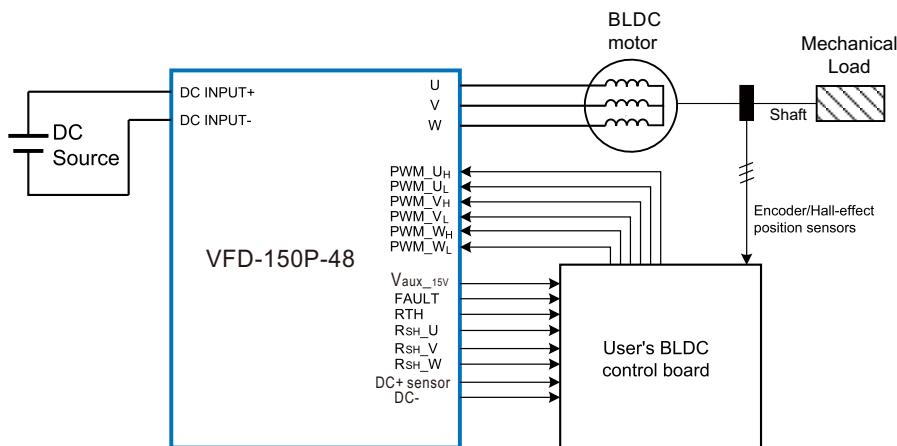 BLDC
motor
Mechanical
Load
DC INPUT+
DC INPUT-
U
V
W
DC
Source
Shaft
PWM_UH
PWM_UL
PWM_VH
PWM_VL
PWM_WH
PWM_WL
Encoder/Hall-effect
position sensors
VFD-150P-48
Vaux_15V
FAULT
RTH
RSH_U
RSH_V
RSH_W
DC+ sensor
DC-
User's BLDC
control board